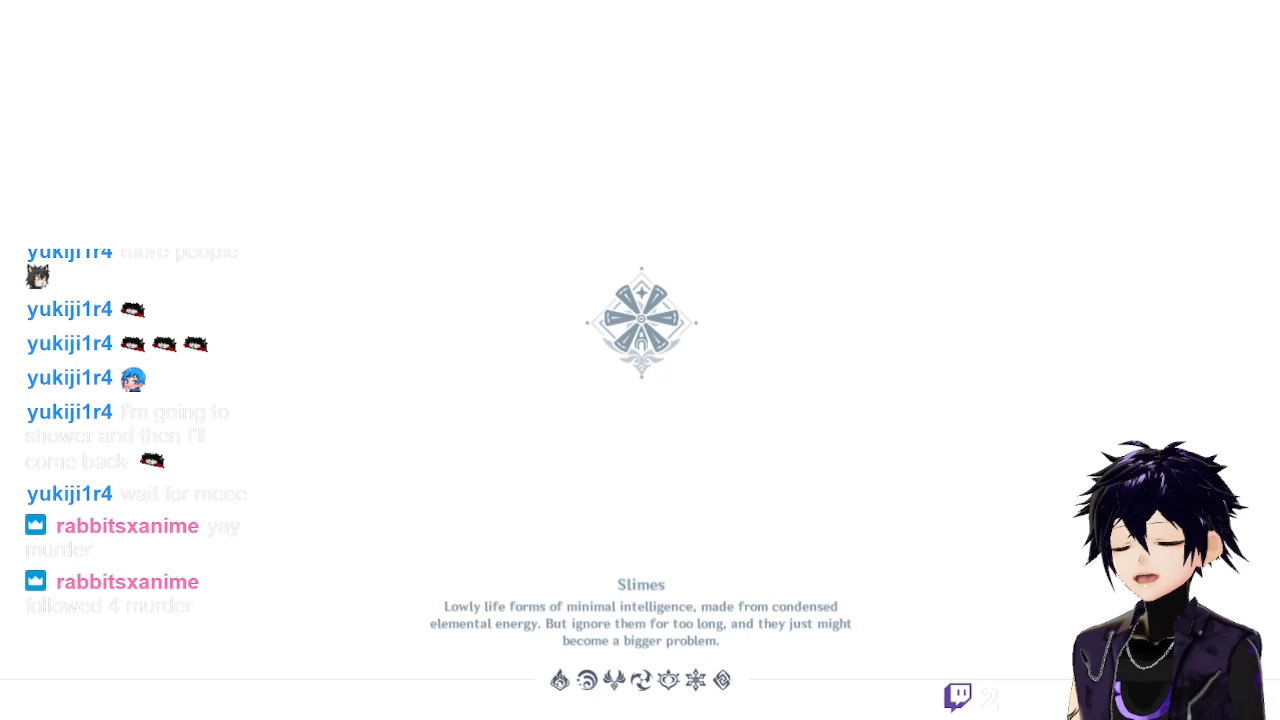 yukiji1r4 more people
yukiji1r4
yukiji1r4
yukiji1r4
yukiji1r4 I'm going to
shower and then I'll
come back
yukiji1r4 wait for meee
rabbitsxanime yay
murder
rabbitsxanime
followed 4 murder
Slimes
Lowly life forms of minimal intelligence, made from condensed
elemental energy. But ignore them for too long, and they just might
become a bigger problem.
2